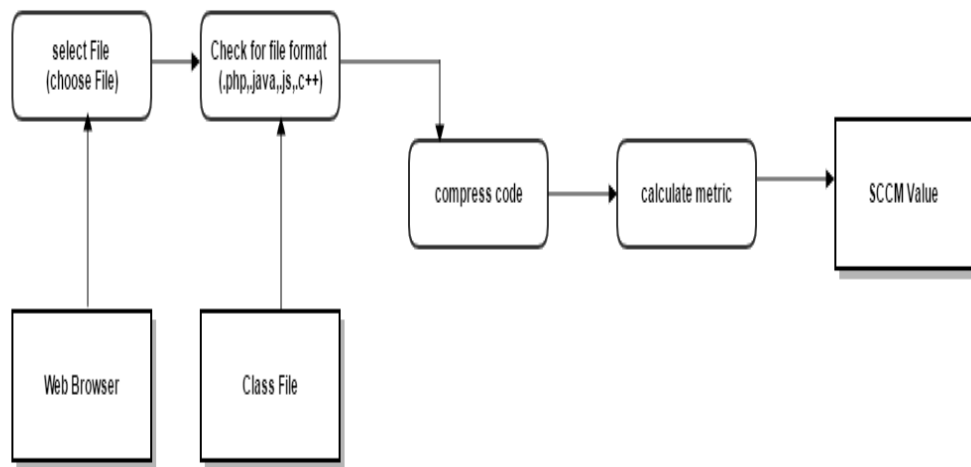 select File
(choose File)
Check for file format
(.php,.java,.js,.c++)
compress code
calculate metric
SCCM Value
Web Browser
Class File